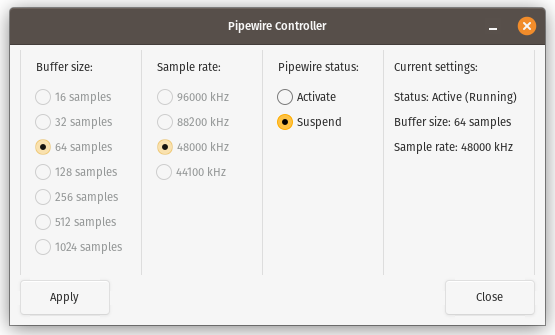 Pipewire Controller
Buffer size:
16 samples
32 samples
64 samples
128 samples
256 samples
512 samples
1024 samples
Sample rate:
96000 kHz
88200 kHz
48000 kHz
44100 kHz
Pipewire status:
Activate
Suspend
Current settings:
Status: Active (Running)
Buffer size: 64 samples
Sample rate: 48000 kHz
Apply
Close